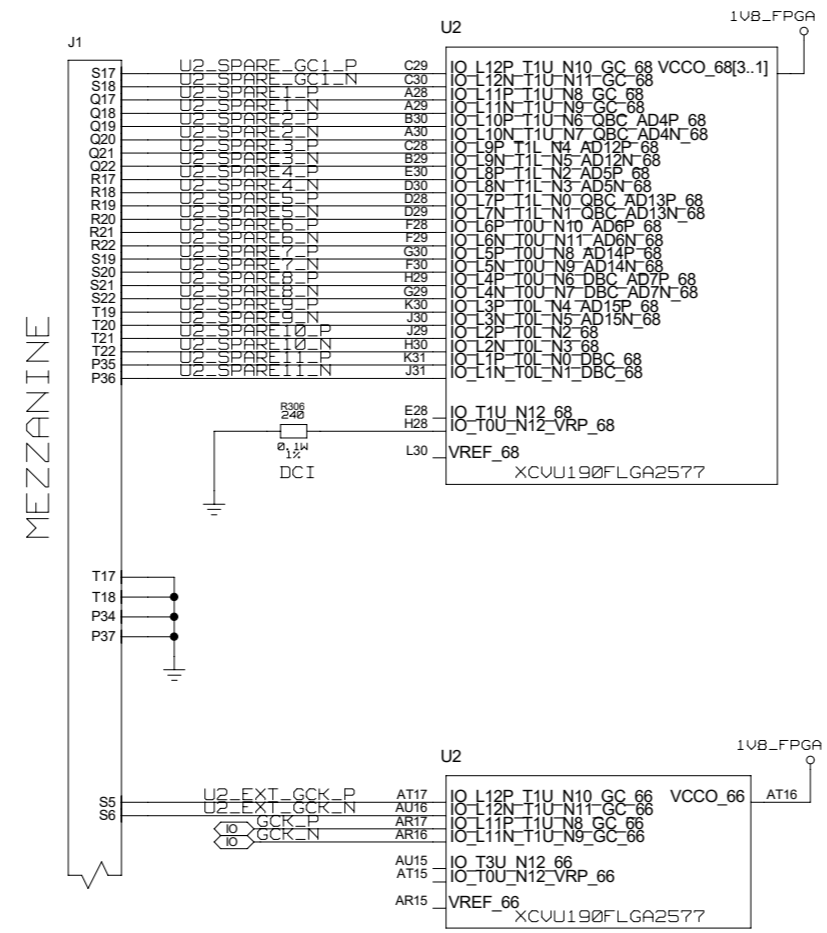 1V8_FPGA
U2
J1
S17 U2_SPARE_GC1_P C29 IO_L12P_T1U_N10_GC_68 VCCO_68[3..1]
S18 U2_SPARE_GC1_N C30 IO_L12N_T1U_N11_GC_68
Q17 U2_SPARE1_P A28 IO_L11P_T1U_N8_GC_68
Q18 U2_SPARE1_N A29 IO_L11N_T1U_N9_GC_68
Q19 U2_SPARE2_P B30 IO_L10P_T1U_N6_QBC_AD4P_68
Q20 U2_SPARE2_N A30 IO_L10N_T1U_N7_QBC_AD4N_68
Q21 U2_SPARE3_P C28 IO_L9P_T1L_N4_AD12P_68
Q22 U2_SPARE3_N B29 IO_L9N_T1L_N5_AD12N_68
R17 U2_SPARE4_P E30 IO_L8P_T1L_N2_AD5P_68
R18 U2_SPARE4_N D30 IO_L8N_T1L_N3_AD5N_68
R19 U2_SPARE5_P D28 IO_L7P_T1L_N0_QBC_AD13P_68
R20 U2_SPARE5_N D29 IO_L7N_T1L_N1_QBC_AD13N_68
R21 U2_SPARE6_P F28 IO_L6P_T0U_N10_AD6P_68
R22 U2_SPARE6_N F29 IO_L6N_T0U_N11_AD6N_68
S19 U2_SPARE7_P G30 IO_L5P_T0U_N8_AD14P_68
S20 U2_SPARE7_N F30 IO_L5N_T0U_N9_AD14N_68
S21 U2_SPARE8_P H29 IO_L4P_T0U_N6_DBC_AD7P_68
S22 U2_SPARE8_N G29 IO_L4N_T0U_N7_DBC_AD7N_68
T19 U2_SPARE9_P K30 IO_L3P_T0L_N4_AD15P_68
T20 U2_SPARE9_N J30 IO_L3N_T0L_N5_AD15N_68
T21 U2_SPARE10_P J29 IO_L2P_T0L_N2_68
T22 U2_SPARE10_N H30 IO_L2N_T0L_N3_68
P35 U2_SPARE11_P K31 IO_L1P_T0L_N0_DBC_68
P36 U2_SPARE11_N J31 IO_L1N_T0L_N1_DBC_68
MEZZANINE
R306
240
0.1W
1%
DCI
E28 IO_T1U_N12_68
H28 IO_T0U_N12_VRP_68
L30 VREF_68
XCVU190FLGA2577
T17
T18
P34
P37
1V8_FPGA
U2
S5 U2_EXT_GCK_P AT17 IO_L12P_T1U_N10_GC_66 VCCO_66 AT16
S6 U2_EXT_GCK_N AU16 IO_L12N_T1U_N11_GC_66
IO GCK_P AR17 IO_L11P_T1U_N8_GC_66
IO GCK_N AR16 IO_L11N_T1U_N9_GC_66
AU15 IO_T3U_N12_66
AT15 IO_T0U_N12_VRP_66
AR15 VREF_66
XCVU190FLGA2577